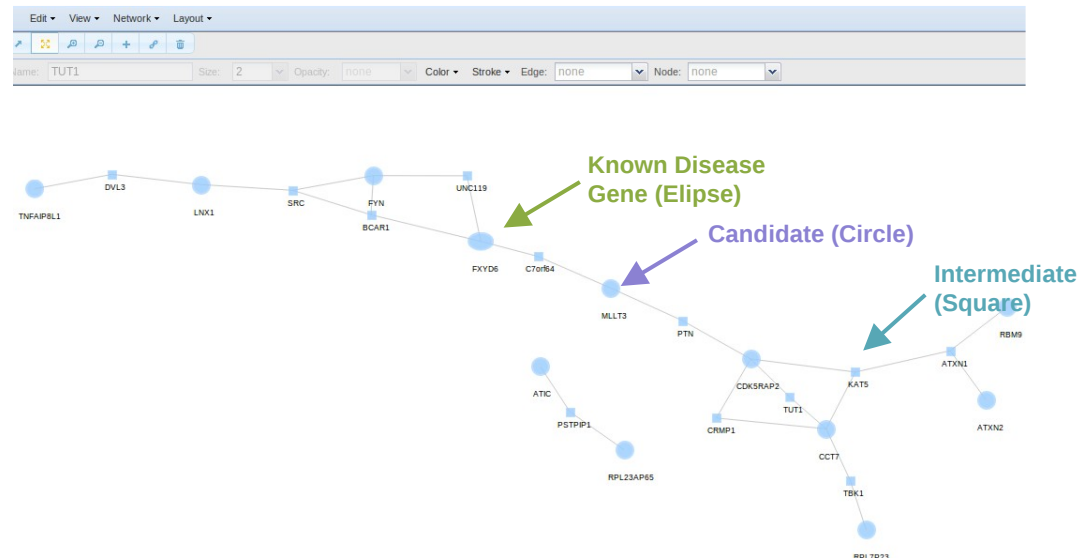 Edit View Network Layout
Name: TUT1 Size: 2 Opacity: none Color Stroke Edge: none Node: none
Known Disease
Gene (Elipse)
Candidate (Circle)
Intermediate
(Square)
TNFAIP8L1
DVL3
LNX1
SRC
FYN
BCAR1
UNC119
FXYD6
C7orf64
MLLT3
PTN
RBM9
ATXN1
ATXN2
KAT5
CDK5RAP2
TUT1
CRMP1
CCT7
ATIC
PSTPIP1
RPL23AP65
TBK1
RPL7P23